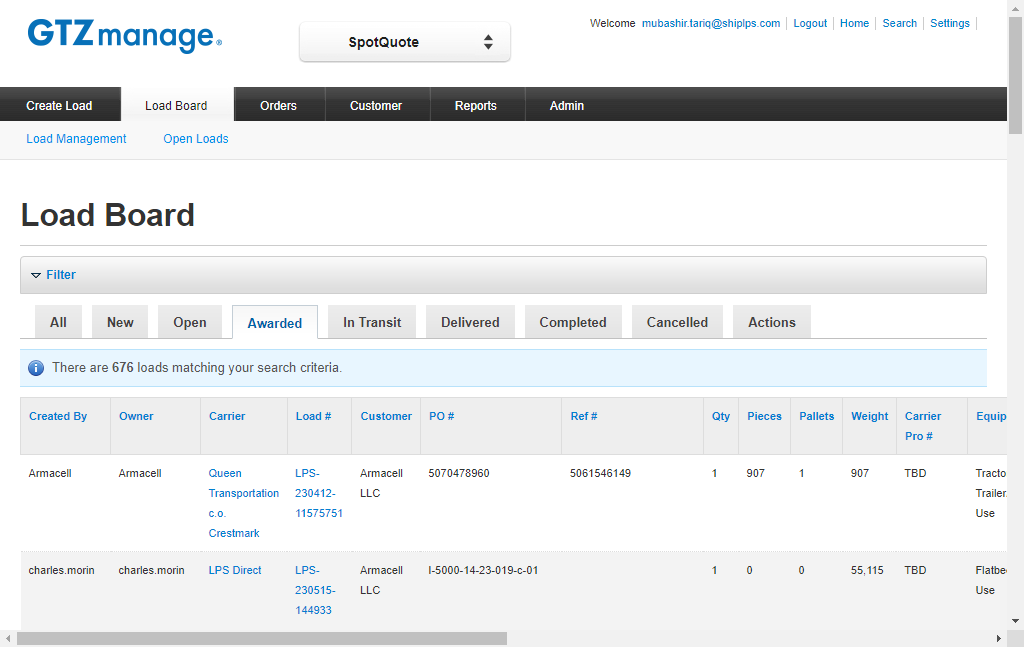 GTZmanage®
SpotQuote
Welcome mubashir.tariq@shiplps.com Logout Home Search Settings
Create Load Load Board Orders Customer Reports Admin
Load Management Open Loads
Load Board
Filter
All New Open Awarded In Transit Delivered Completed Cancelled Actions
There are 676 loads matching your search criteria.
Created By Owner Carrier Load # Customer PO # Ref # Qty Pieces Pallets Weight Carrier Equip
Pro #
Armacell Armacell Queen LPS- Armacell 5070478960 5061546149 1 907 1 907 TBD Tracto
Transportation 230412- LLC Trailer.
c.o. 11575751 Use
Crestmark
charles.morin charles.morin LPS Direct LPS- Armacell I-5000-14-23-019-c-01 1 0 0 55,115 TBD Flatbe
230515- LLC Use
144933